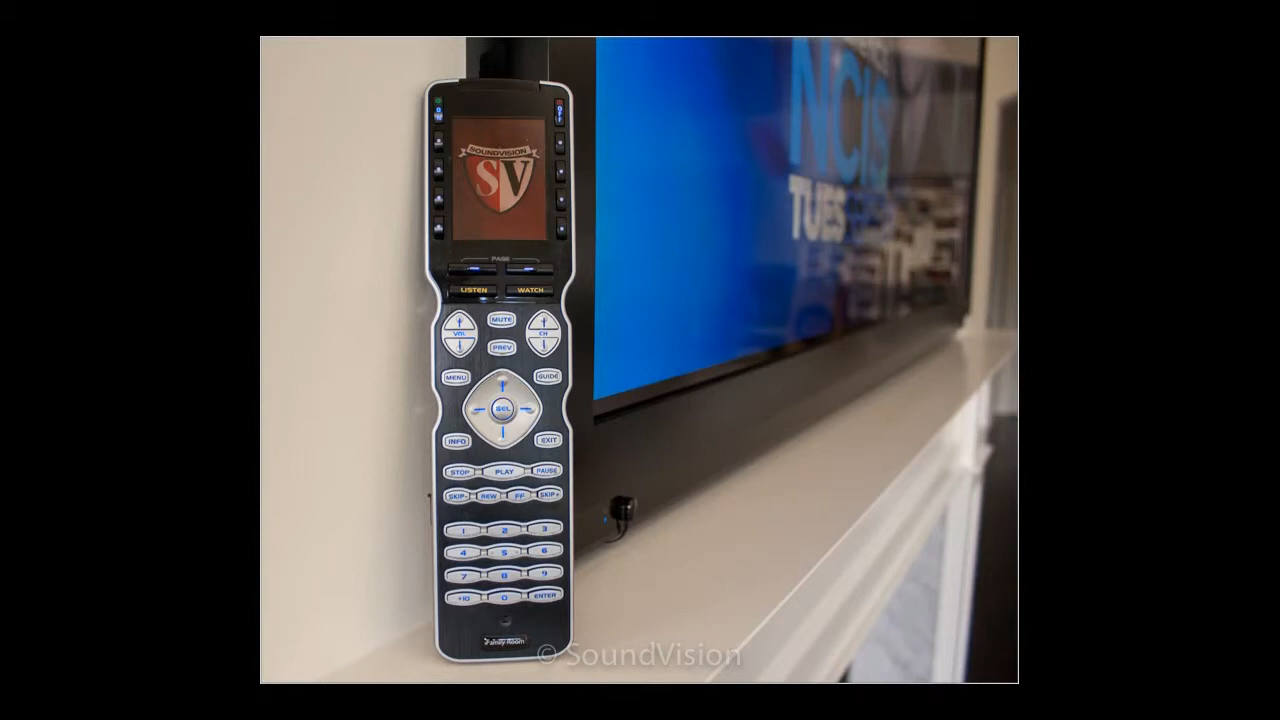 NCIS
TUES
SOUNDVISION
SV
OFF
PAGE
LISTEN WATCH
VOL MUTE CH
PREV
MENU GUIDE
SEL
INFO EXIT
STOP PLAY PAUSE
SKIP- REW FF SKIP+
1 2 3
4 5 6
7 8 9
+10 0 ENTER
Family Room
© SoundVision